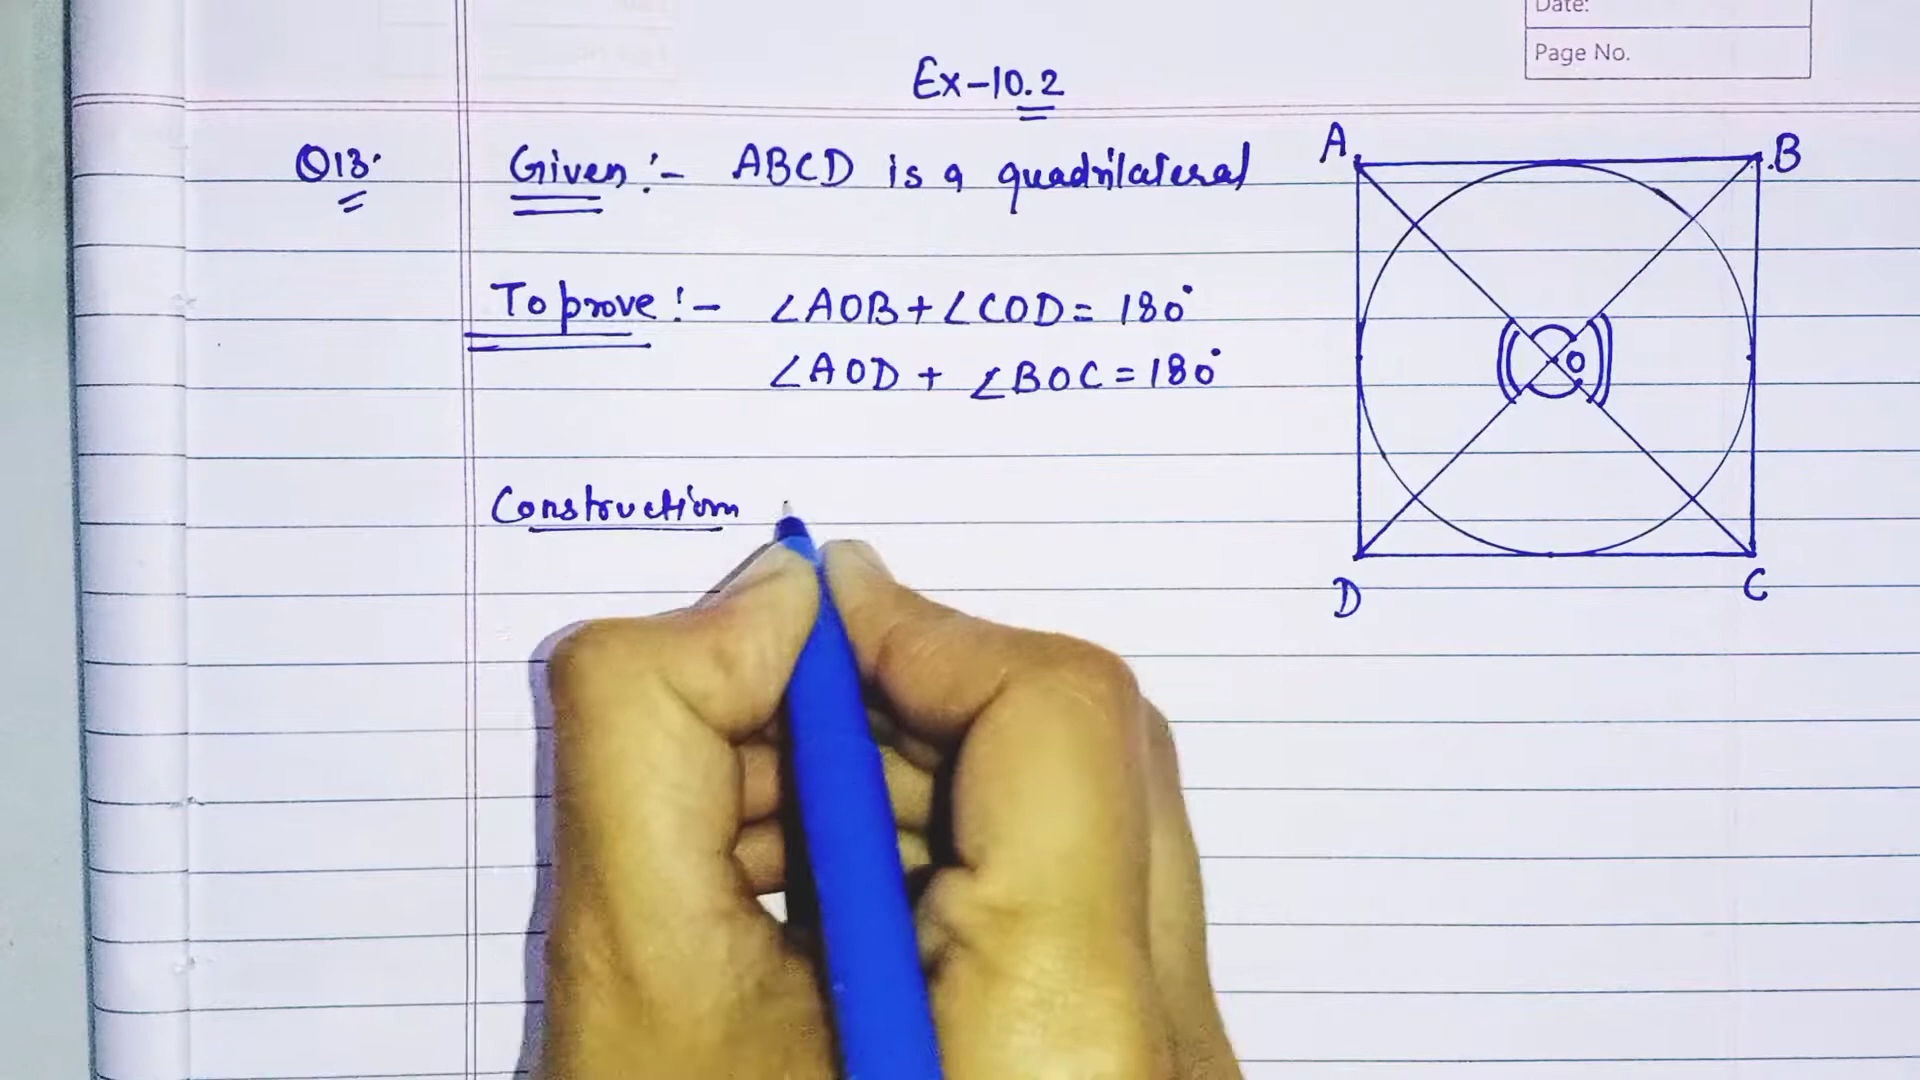 Date:
Page No.
Ex-10.2
Q13. Given :- ABCD is a quadrilateral
To prove :- ∠AOB + ∠COD = 180°
∠AOD + ∠BOC = 180°
Construction
A
B
O
D
C